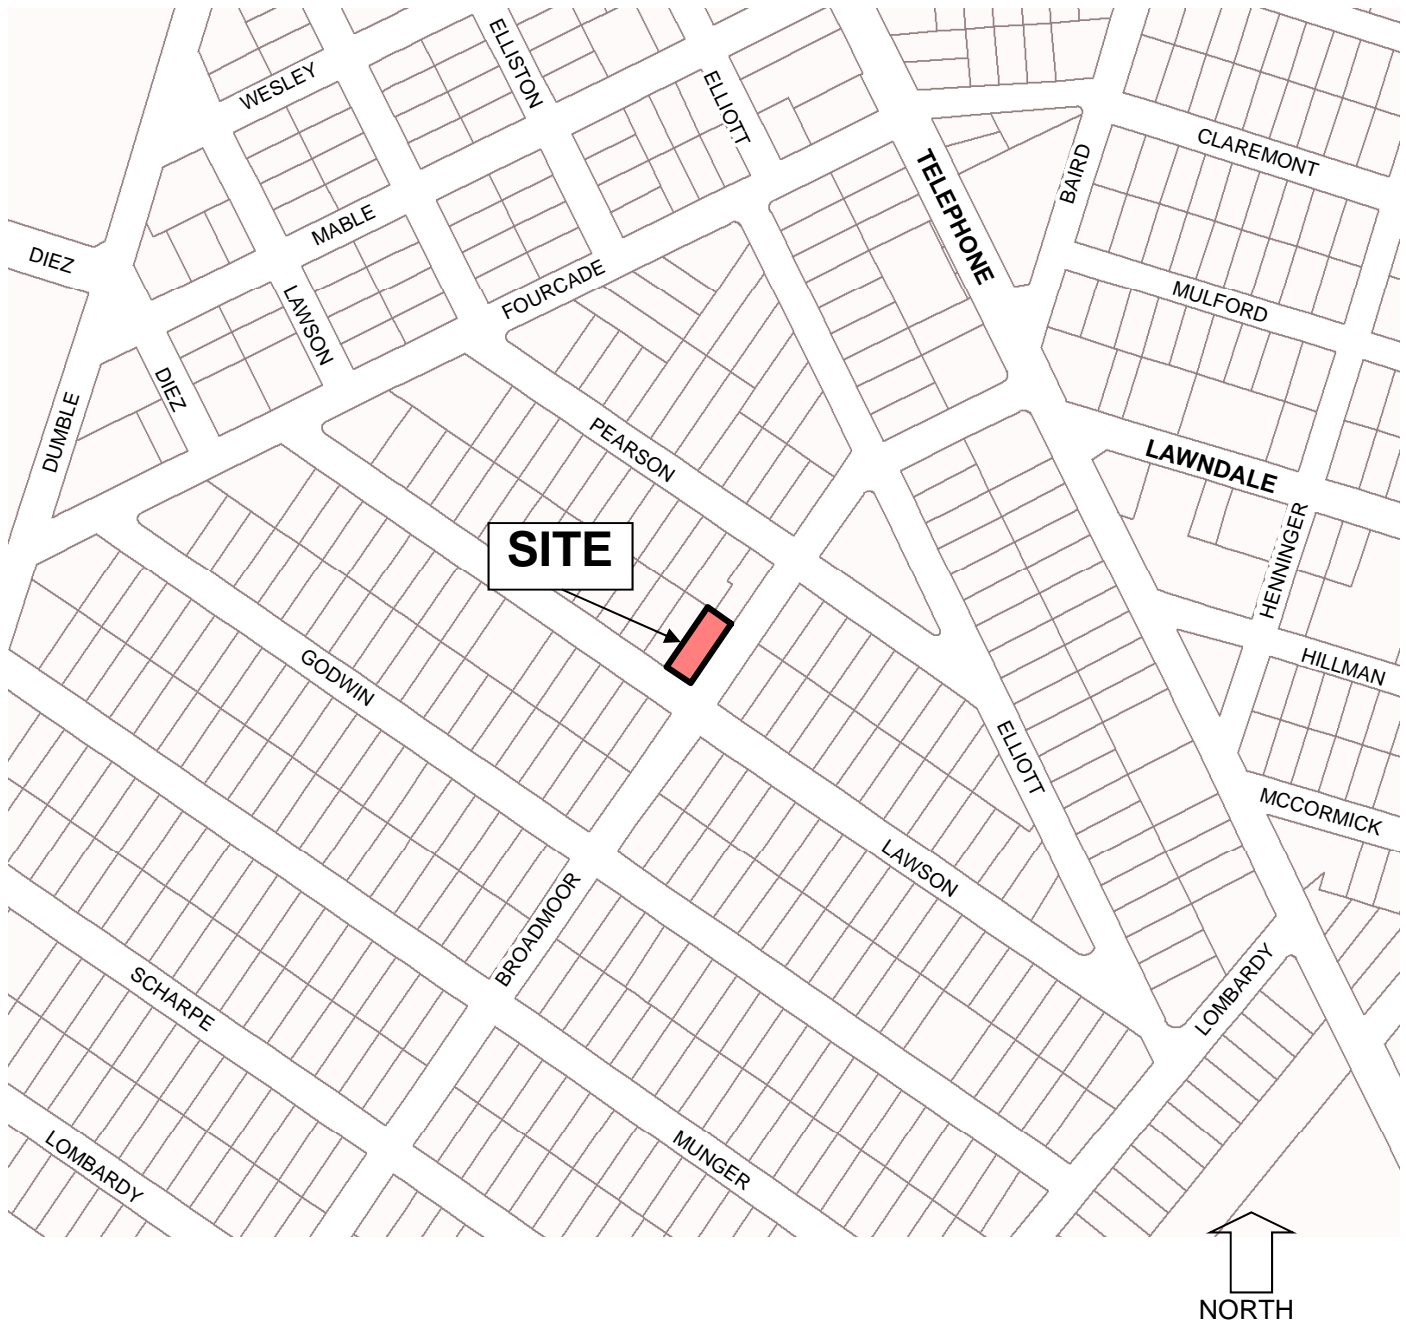 ELLISTON
WESLEY
ELLIOTT
CLAREMONT
BAIRD
TELEPHONE
MABLE
DIEZ
FOURCADE
MULFORD
LAWSON
DIEZ
DUMBLE
PEARSON
LAWNDALE
HENNINGER
SITE
HILLMAN
GODWIN
ELLIOTT
MCCORMICK
LAWSON
BROADMOOR
LOMBARDY
SCHARPE
MUNGER
LOMBARDY
NORTH